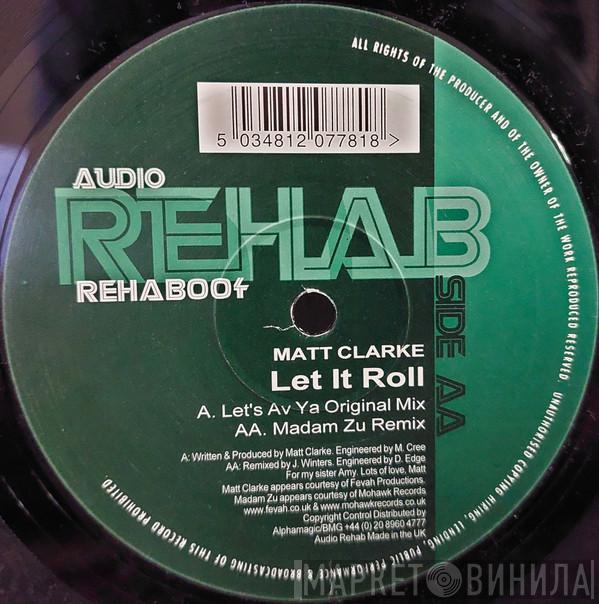 ALL RIGHTS OF THE PRODUCER AND OF THE OWNER OF THE WORK REPRODUCED RESERVED. UNAUTHORISED COPYING, HIRING, LENDING, PUBLIC PERFORMANCE & BROADCASTING OF THIS RECORD PROHIBITED
5 034812 077818 >
AUDIO
REHAB
REHAB004
SIDE AA
MATT CLARKE
Let It Roll
A. Let's Av Ya Original Mix
AA. Madam Zu Remix
A: Written & Produced by Matt Clarke. Engineered by M. Cree
AA: Remixed by J. Winters. Engineered by D. Edge
For my sister Amy. Lots of love. Matt
Matt Clarke appears courtesy of Fevah Productions.
Madam Zu appears courtesy of Mohawk Records
www.fevah.co.uk & www.mohawkrecords.co.uk
Copyright Control Distributed by
Alphamagic/BMG +44 (0) 20 8960 4777
Audio Rehab Made in the UK
МАРКЕТ ВИНИЛА